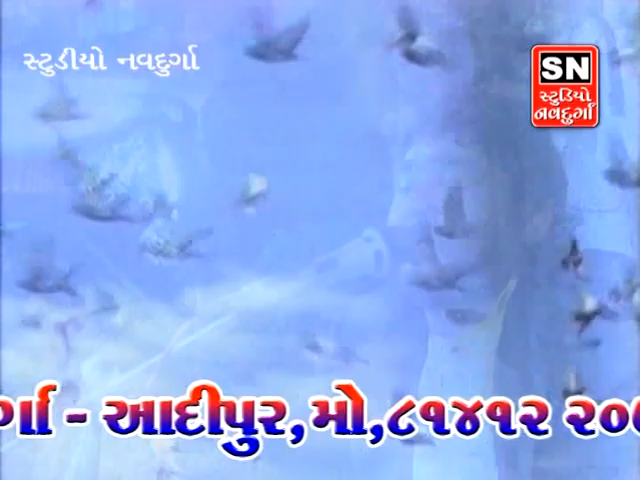 સ્ટુડીયો નવદુર્ગા
SN
સ્ટુડિયો
નવદુર્ગા
ર્ગા - આદીપુર, મો, ૮૧૪૧૨ ૨૦